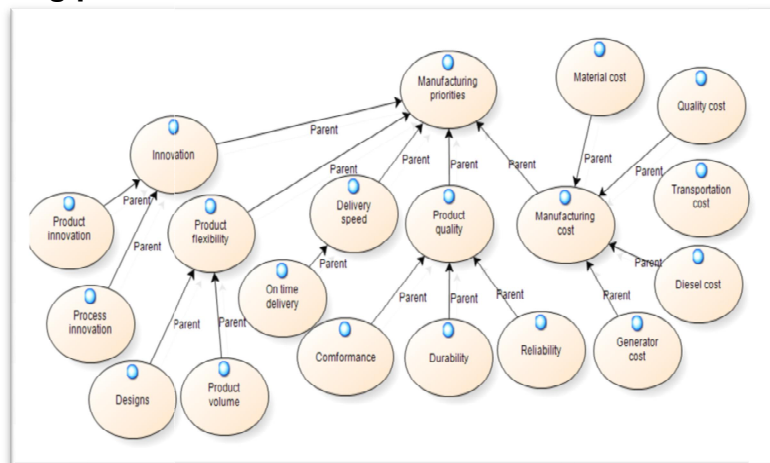 Manufacturing
priorities
Material cost
Quality cost
Parent
Innovation
Parent
Parent
Parent
Parent
Parent
Parent
Parent
Delivery
speed
Product
quality
Manufacturing
cost
Transportation
cost
Product
innovation
Parent
Product
flexibility
Parent
On time
delivery
Parent
Parent
Diesel cost
Process
innovation
Parent
Parent
Parent
Parent
Parent
Parent
Comformance
Durability
Reliability
Generator
cost
Designs
Product
volume